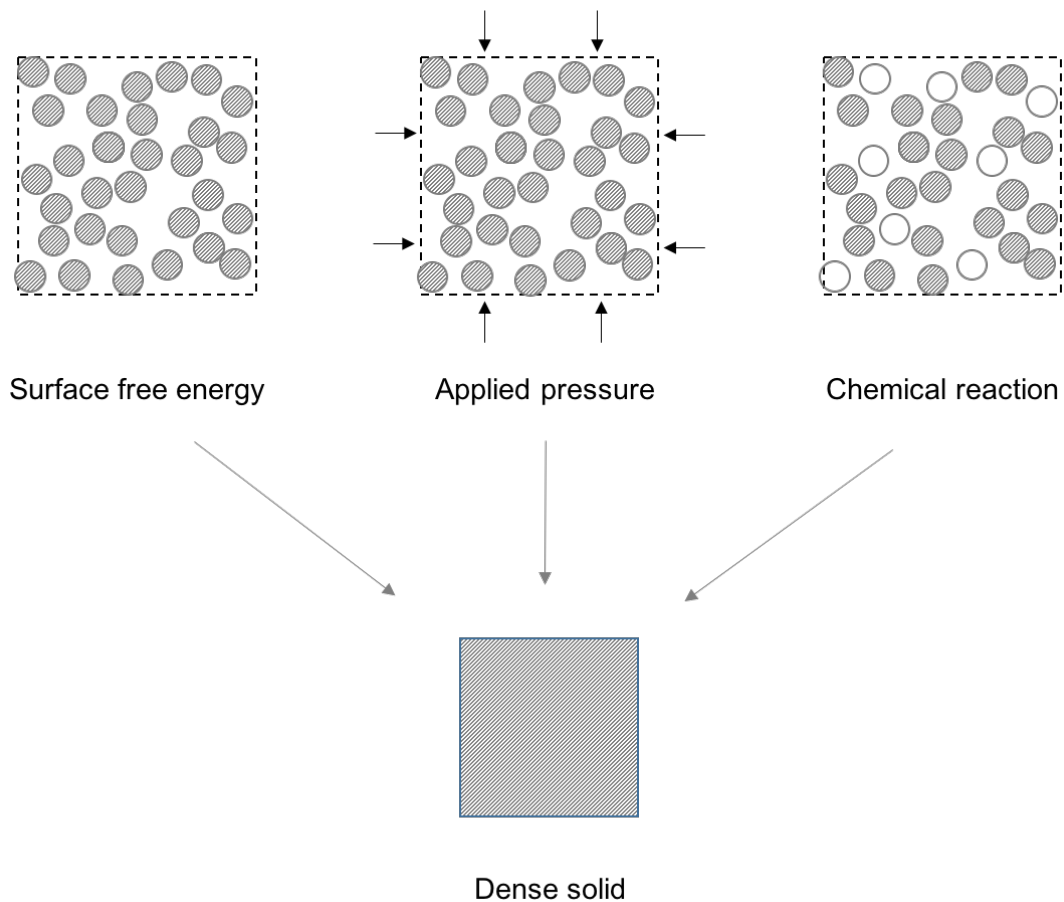 Surface free energy
Applied pressure
Chemical reaction
Dense solid